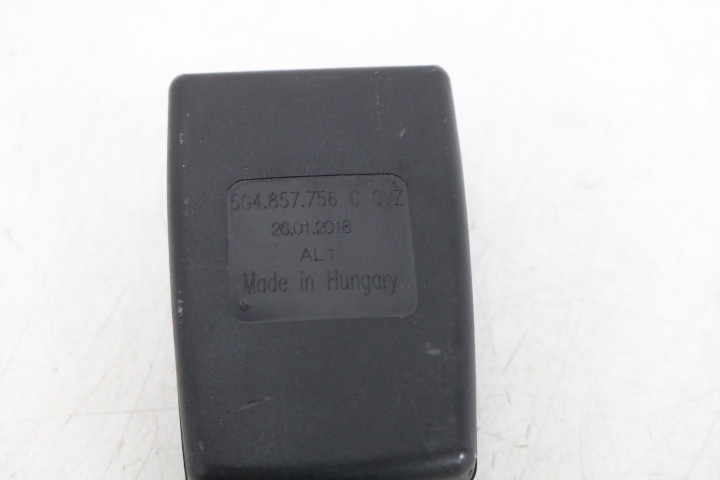 5G4.857.756 C QVZ
26.01.2018
AL 1
Made in Hungary